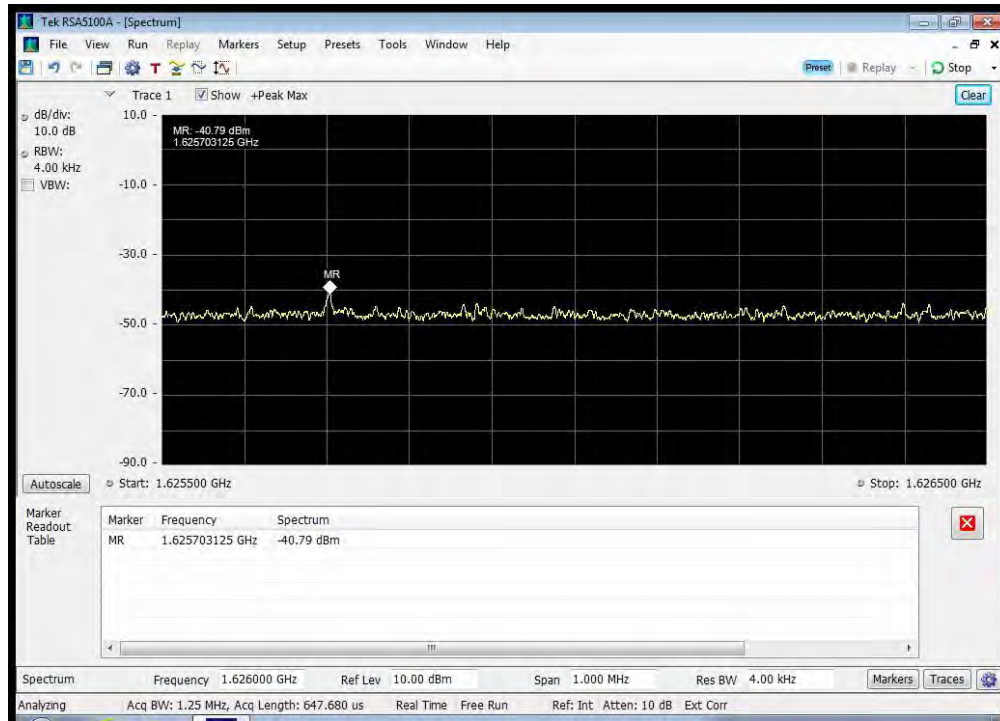 Tek RSA5100A - [Spectrum]
File View Run Replay Markers Setup Presets Tools Window Help
T Preset Replay Stop
Trace 1 Show +Peak Max Clear
dB/div:
10.0 dB
RBW:
4.00 kHz
VBW:
10.0
-10.0
-30.0
-50.0
-70.0
-90.0
MR: -40.79 dBm
1.625703125 GHz
MR
Autoscale Start: 1.625500 GHz Stop: 1.626500 GHz
Marker
Readout
Table
Marker Frequency Spectrum
MR 1.625703125 GHz -40.79 dBm
Spectrum Frequency 1.626000 GHz Ref Lev 10.00 dBm Span 1.000 MHz Res BW 4.00 kHz Markers Traces
Analyzing Acq BW: 1.25 MHz, Acq Length: 647.680 us Real Time Free Run Ref: Int Atten: 10 dB Ext Corr